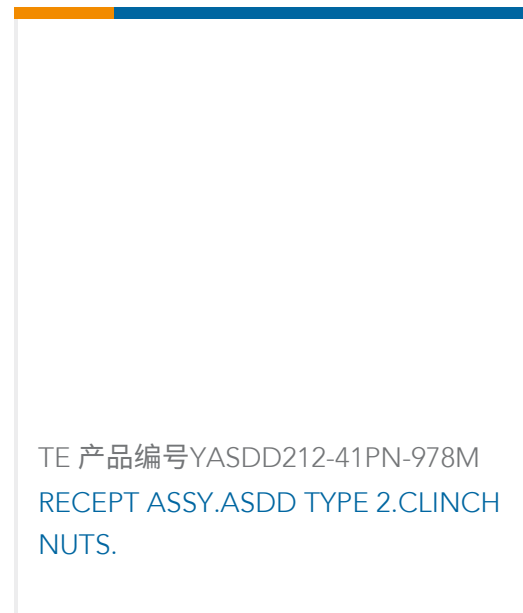 TE 产品编号YASDD212-41PN-978M
RECEPT ASSY.ASDD TYPE 2.CLINCH
NUTS.